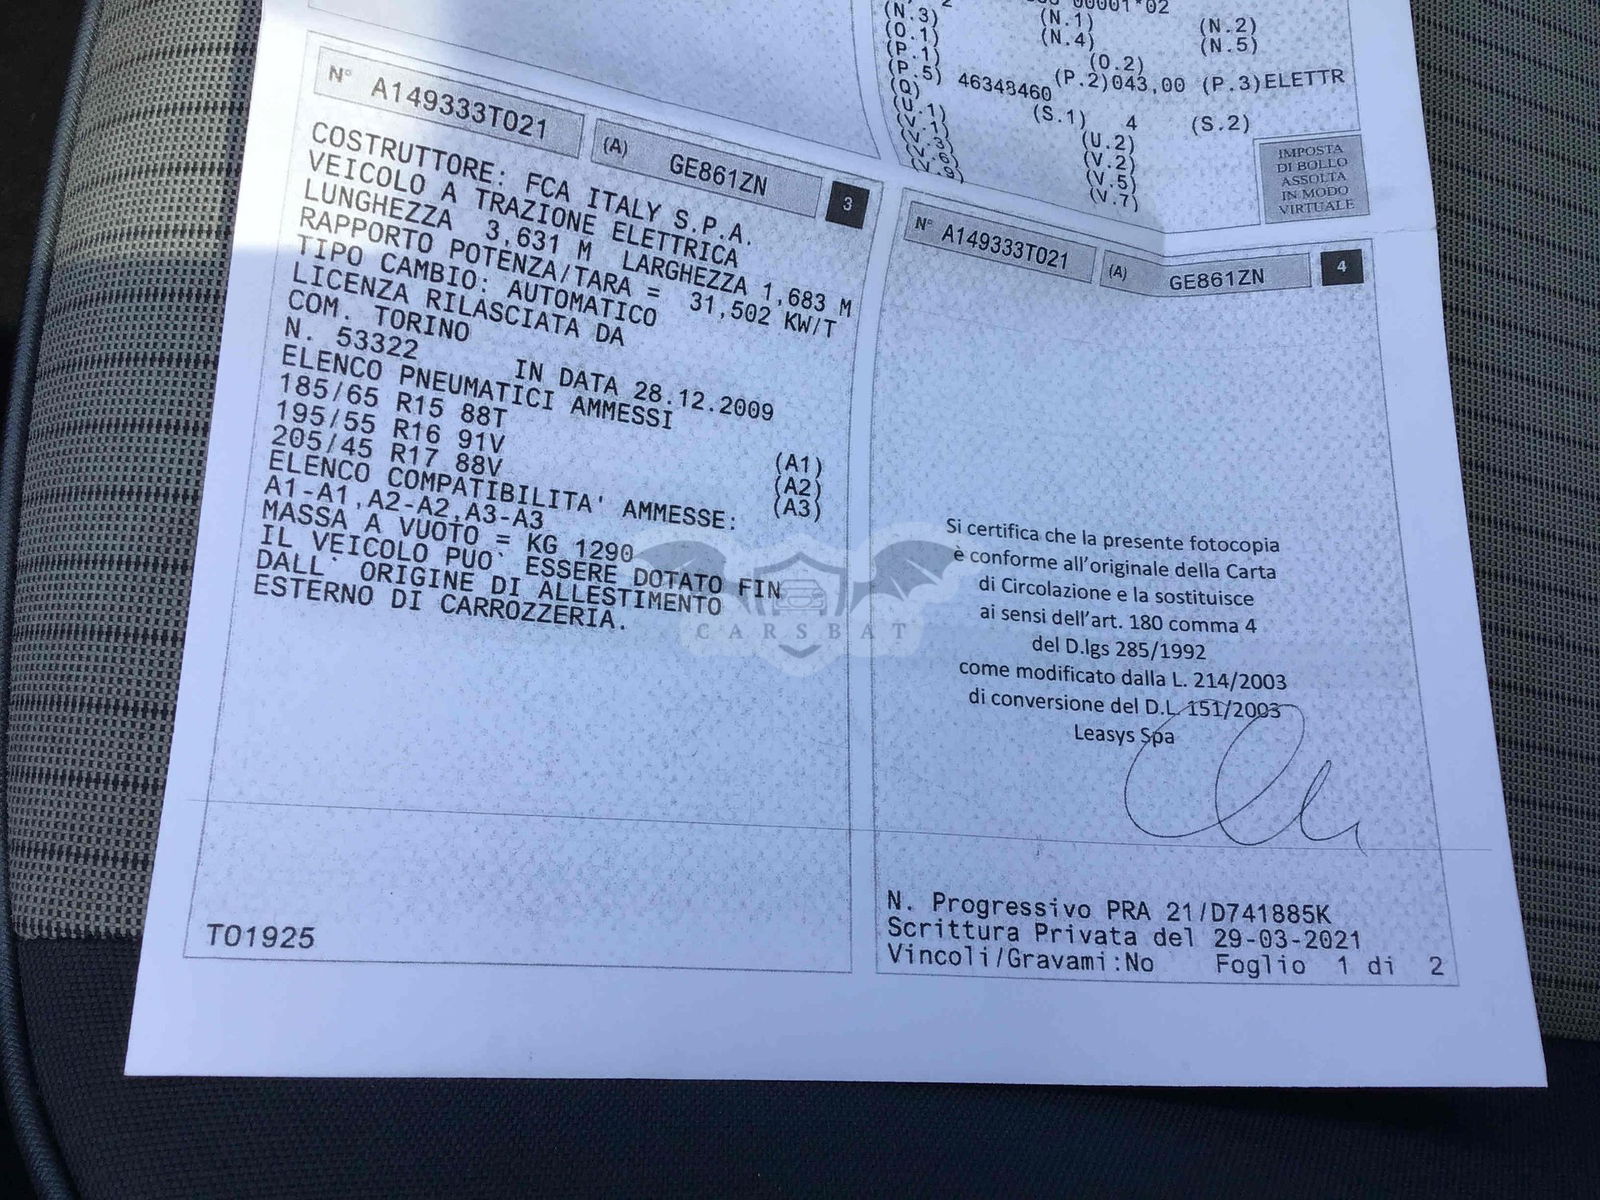 00001*02
(N.3)
(N.1)
(N.2)
(O.1)
(N.4)
(N.5)
(P.1)
(O.2)
(P.5) 46348460 (P.2)043,00 (P.3)ELETTR
(Q)
(S.1) 4 (S.2)
(U.1)
(U.2)
(V.1)
(V.2)
(V.3)
(V.5)
(V.6)
(V.7)
(V.9)
IMPOSTA
DI BOLLO
ASSOLTA
IN MODO
VIRTUALE
N° A149333T021 (A) GE861ZN 3
COSTRUTTORE: FCA ITALY S.P.A.
VEICOLO A TRAZIONE ELETTRICA
LUNGHEZZA 3,631 M LARGHEZZA 1,683 M
RAPPORTO POTENZA/TARA = 31,502 KW/T
TIPO CAMBIO: AUTOMATICO
LICENZA RILASCIATA DA
COM. TORINO
N. 53322 IN DATA 28.12.2009
ELENCO PNEUMATICI AMMESSI
185/65 R15 88T (A1)
195/55 R16 91V (A2)
205/45 R17 88V (A3)
ELENCO COMPATIBILITA' AMMESSE:
A1-A1,A2-A2,A3-A3
MASSA A VUOTO = KG 1290
IL VEICOLO PUO` ESSERE DOTATO FIN
DALL` ORIGINE DI ALLESTIMENTO
ESTERNO DI CARROZZERIA.
TO1925
N° A149333T021 (A) GE861ZN 4
Si certifica che la presente fotocopia
è conforme all'originale della Carta
di Circolazione e la sostituisce
ai sensi dell'art. 180 comma 4
del D.lgs 285/1992
come modificato dalla L. 214/2003
di conversione del D.L. 151/2003
Leasys Spa
N. Progressivo PRA 21/D741885K
Scrittura Privata del 29-03-2021
Vincoli/Gravami:No Foglio 1 di 2
CARSBAT